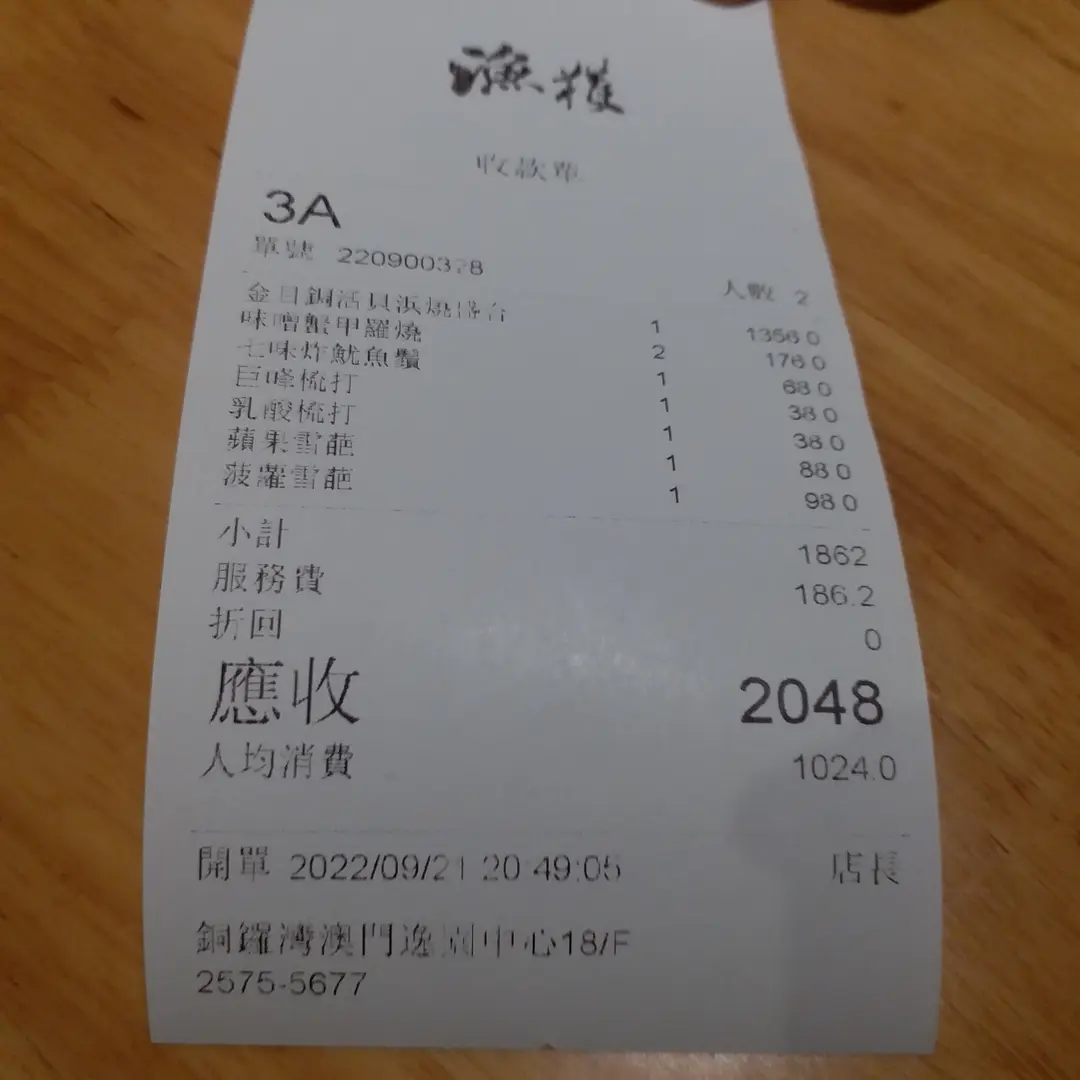 漁獲
收款單
3A
單號 220900328
人數 2
金目鯛活貝浜燒盛合 1 1356.0
味噌蟹甲羅燒 2 176.0
七味炸魷魚鬚 1 68.0
巨峰梳打 1 38.0
乳酸梳打 1 38.0
蘋果雪葩 1 88.0
菠蘿雪葩 1 98.0
小計 1862
服務費 186.2
折回 0
應收 2048
人均消費 1024.0
開單 2022/09/21 20:49:05 店長
銅鑼灣澳門逸園中心18/F
2575-5677